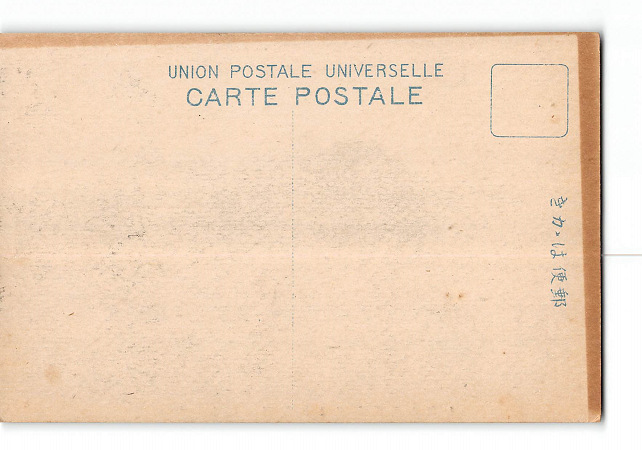 UNION POSTALE UNIVERSELLE
CARTE POSTALE
郵便はがき